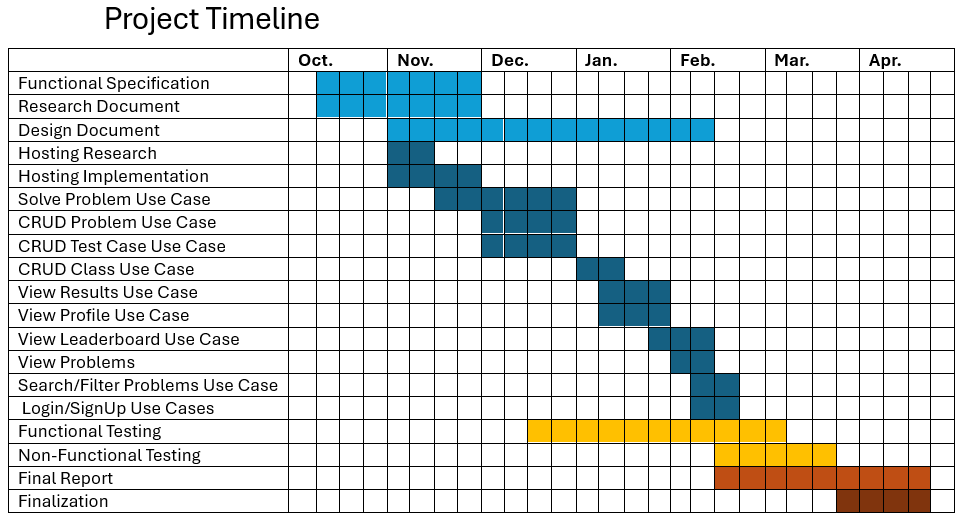 Project Timeline
Oct. Nov. Dec. Jan. Feb. Mar. Apr.
Functional Specification
Research Document
Design Document
Hosting Research
Hosting Implementation
Solve Problem Use Case
CRUD Problem Use Case
CRUD Test Case Use Case
CRUD Class Use Case
View Results Use Case
View Profile Use Case
View Leaderboard Use Case
View Problems
Search/Filter Problems Use Case
Login/SignUp Use Cases
Functional Testing
Non-Functional Testing
Final Report
Finalization